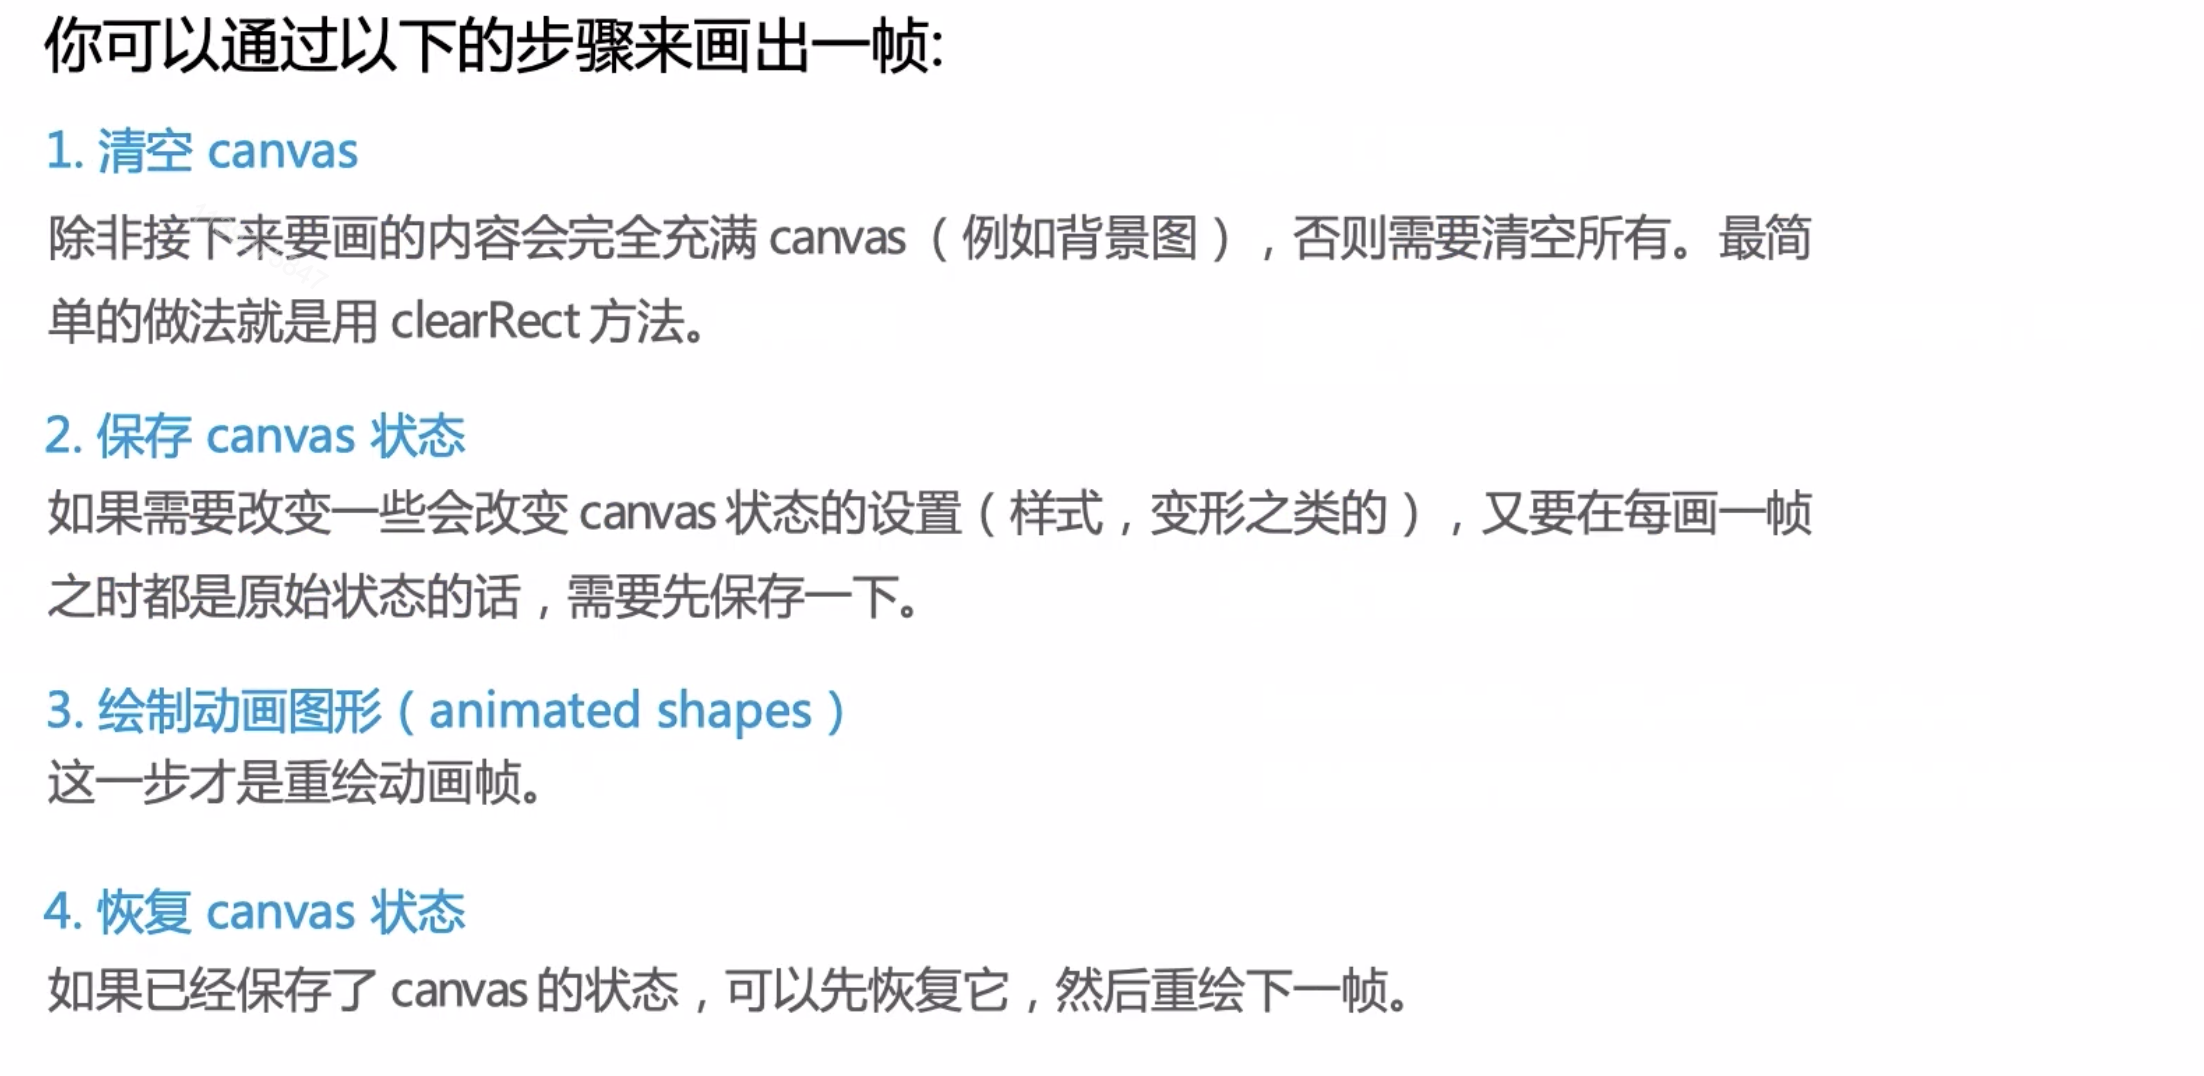 你可以通过以下的步骤来画出一帧:
1. 清空 canvas
除非接下来要画的内容会完全充满 canvas（例如背景图），否则需要清空所有。最简
单的做法就是用 clearRect 方法。
2. 保存 canvas 状态
如果需要改变一些会改变 canvas 状态的设置（样式，变形之类的），又要在每画一帧
之时都是原始状态的话，需要先保存一下。
3. 绘制动画图形（animated shapes）
这一步才是重绘动画帧。
4. 恢复 canvas 状态
如果已经保存了 canvas 的状态，可以先恢复它，然后重绘下一帧。